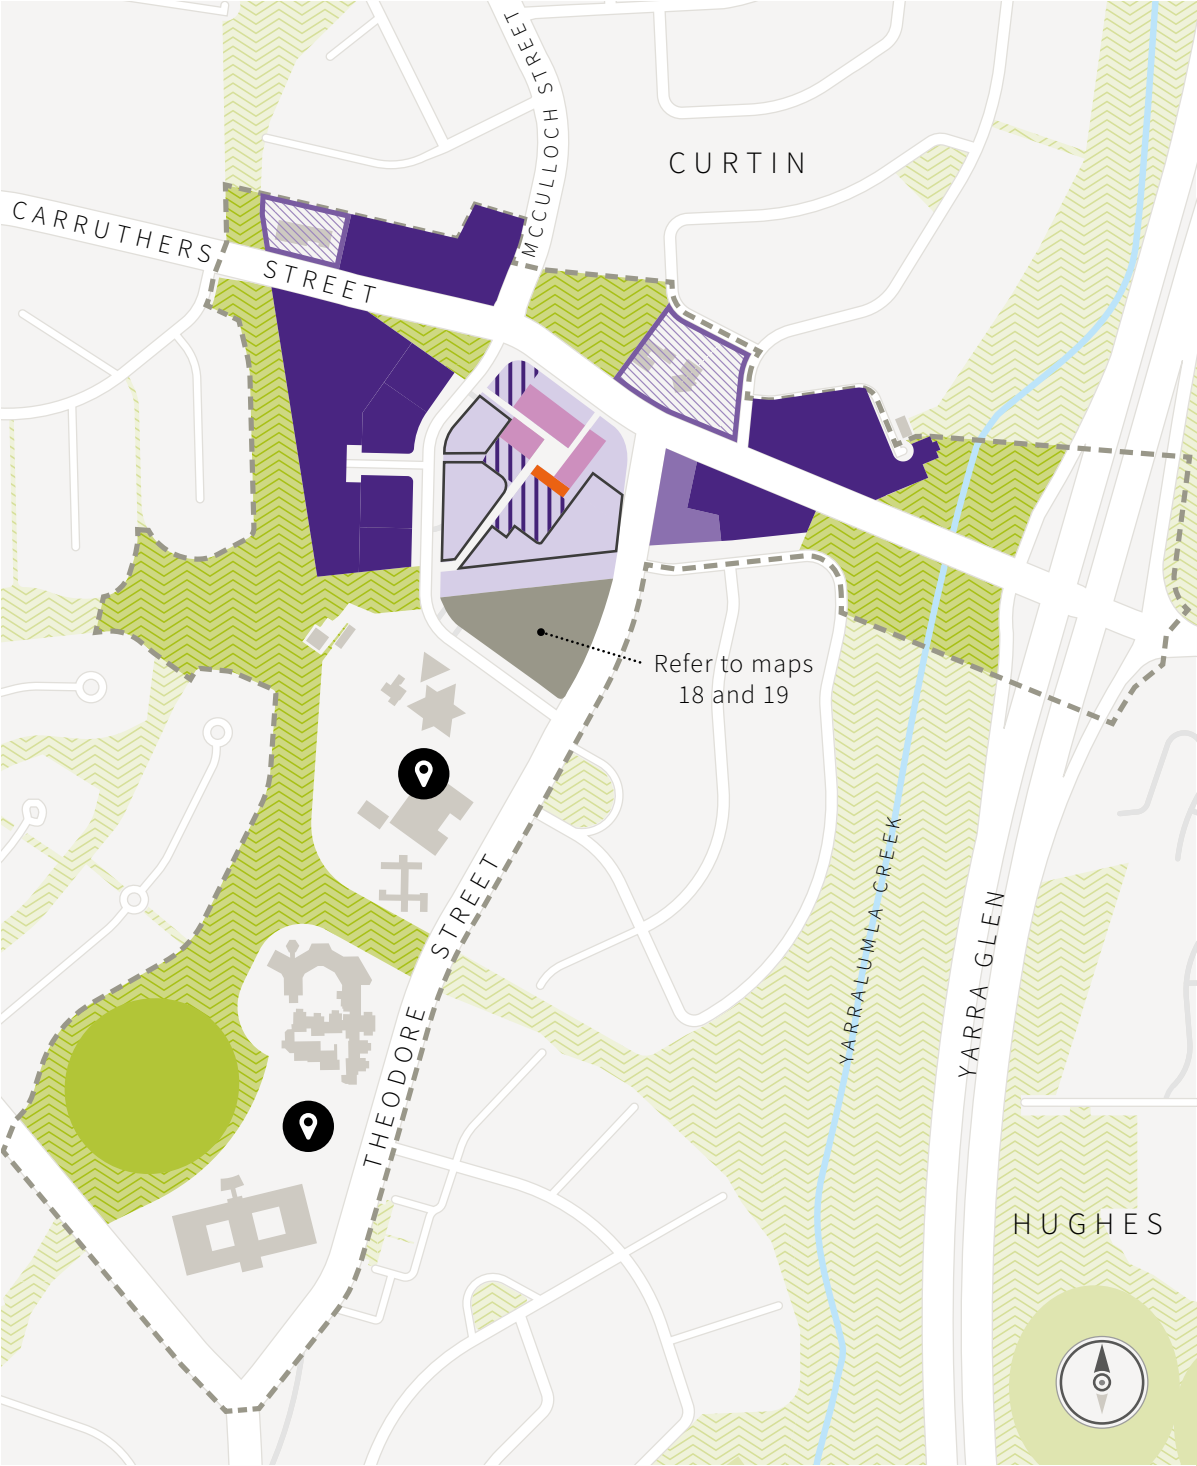 MCCULLOCH STREET
CURTIN
CARRUTHERS
STREET
Refer to maps
18 and 19
YARRALUMLA CREEK
YARRA GLEN
THEODORE STREET
HUGHES